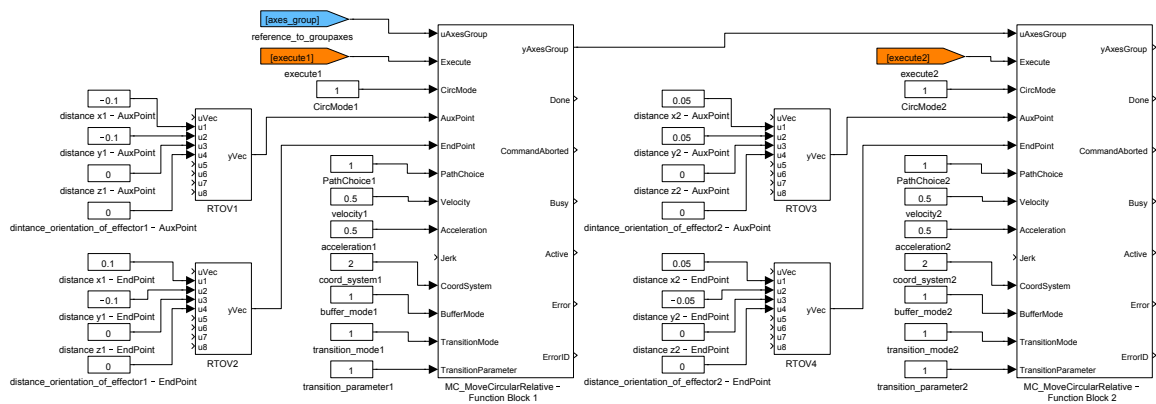 [axes_group]
reference_to_groupaxes
[execute1]
execute1
1
CircMode1
−0.1
distance x1 − AuxPoint
−0.1
distance y1 − AuxPoint
0
distance z1 − AuxPoint
0
distance_orientation_of_effector1 − AuxPoint
uVec
u1
u2
u3
u4
u5
u6
u7
u8
yVec
RTOV1
0.1
distance x1 − EndPoint
−0.1
distance y1 − EndPoint
0
distance z1 − EndPoint
0
distance_orientation_of_effector1 − EndPoint
uVec
u1
u2
u3
u4
u5
u6
u7
u8
yVec
RTOV2
1
PathChoice1
0.5
velocity1
0.5
acceleration1
2
coord_system1
1
buffer_mode1
1
transition_mode1
1
transition_parameter1
uAxesGroup
Execute
CircMode
AuxPoint
EndPoint
PathChoice
Velocity
Acceleration
Jerk
CoordSystem
BufferMode
TransitionMode
TransitionParameter
yAxesGroup
Done
CommandAborted
Busy
Active
Error
ErrorID
MC_MoveCircularRelative −
Function Block 1
[execute2]
execute2
1
CircMode2
0.05
distance x2 − AuxPoint
0.05
distance y2 − AuxPoint
0
distance z2 − AuxPoint
0
distance_orientation_of_effector2 − AuxPoint
uVec
u1
u2
u3
u4
u5
u6
u7
u8
yVec
RTOV3
0.05
distance x2 − EndPoint
−0.05
distance y2 − EndPoint
0
distance z2 − EndPoint
0
distance_orientation_of_effector2 − EndPoint
uVec
u1
u2
u3
u4
u5
u6
u7
u8
yVec
RTOV4
1
PathChoice2
0.5
velocity2
0.5
acceleration2
2
coord_system2
1
buffer_mode2
1
transition_mode2
1
transition_parameter2
uAxesGroup
Execute
CircMode
AuxPoint
EndPoint
PathChoice
Velocity
Acceleration
Jerk
CoordSystem
BufferMode
TransitionMode
TransitionParameter
yAxesGroup
Done
CommandAborted
Busy
Active
Error
ErrorID
MC_MoveCircularRelative −
Function Block 2